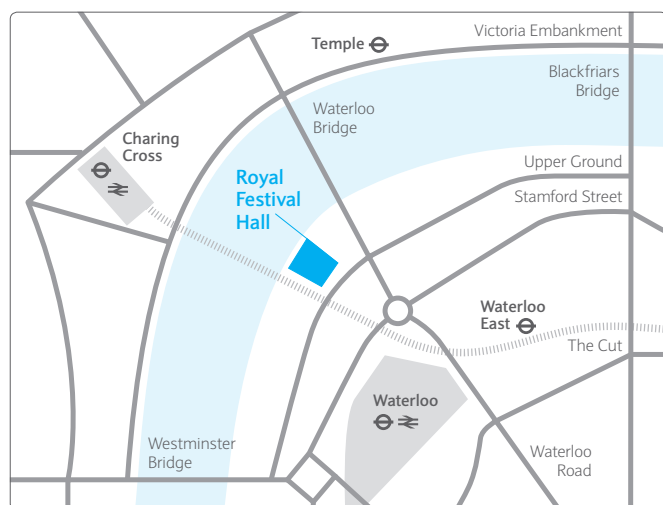 Victoria Embankment
Temple
Blackfriars
Bridge
Waterloo
Bridge
Charing
Cross
Upper Ground
Royal
Festival
Hall
Stamford Street
Waterloo
East
The Cut
Waterloo
Westminster
Bridge
Waterloo
Road